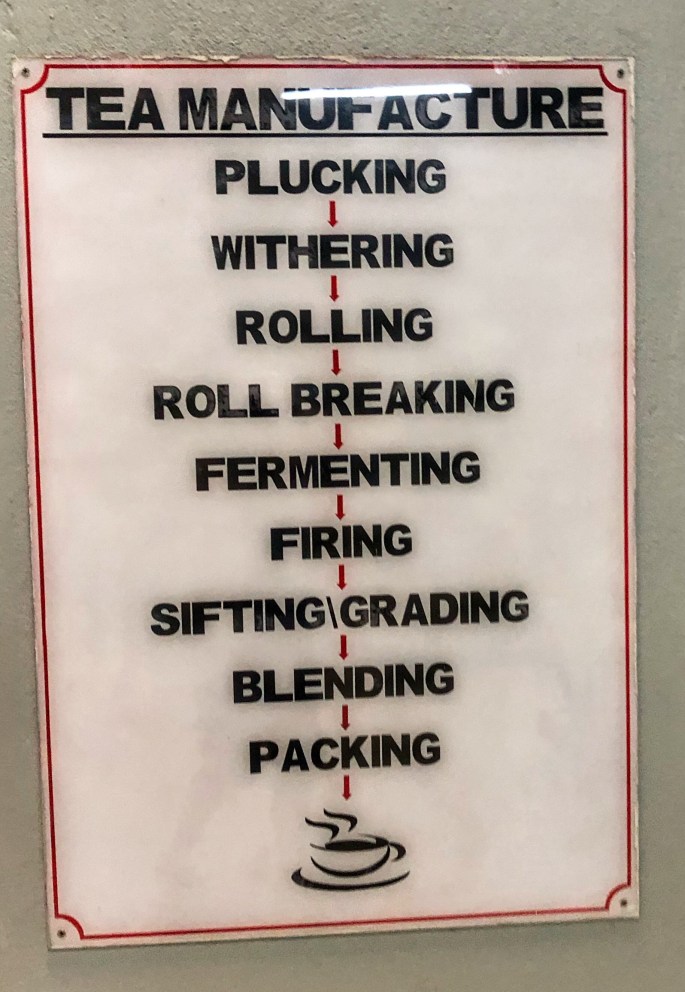 TEA MANUFACTURE
PLUCKING
WITHERING
ROLLING
ROLL BREAKING
FERMENTING
FIRING
SIFTING\GRADING
BLENDING
PACKING